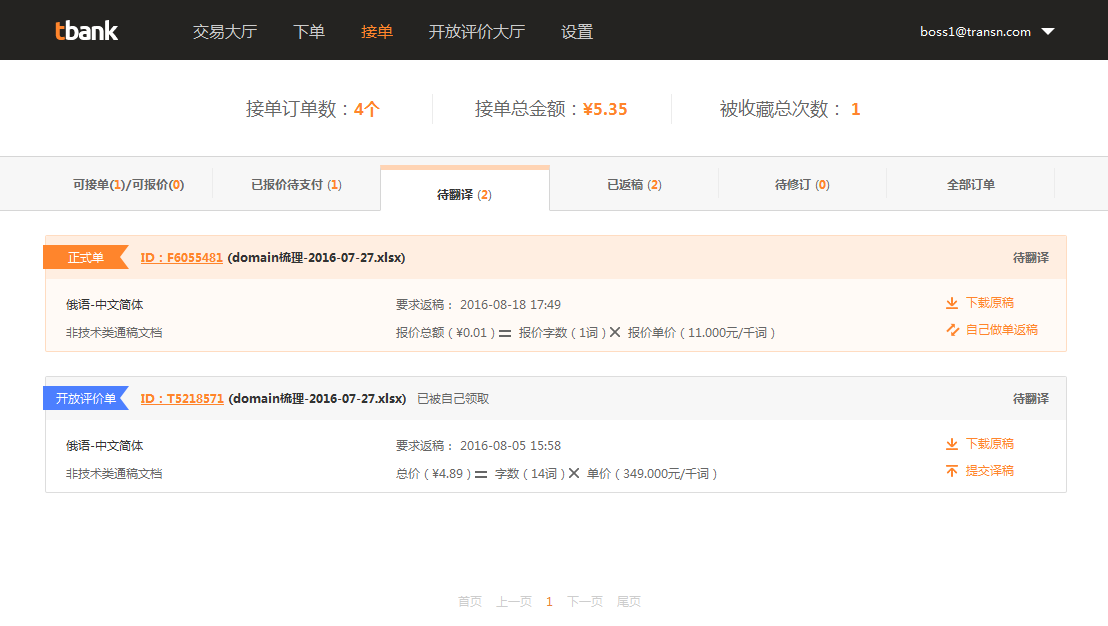 tbank 交易大厅 下单 接单 开放评价大厅 设置 boss1@transn.com
接单订单数：4个 接单总金额：¥5.35 被收藏总次数： 1
可接单(1)/可报价(0) 已报价待支付 (1) 待翻译 (2) 已返稿 (2) 待修订 (0) 全部订单
正式单 ID：F6055481 (domain梳理-2016-07-27.xlsx) 待翻译
俄语-中文简体 要求返稿： 2016-08-18 17:49 下载原稿
非技术类通稿文档 报价总额 ( ¥0.01 ) = 报价字数 ( 1词 ) × 报价单价 ( 11.000元/千词 ) 自己做单返稿
开放评价单 ID：T5218571 (domain梳理-2016-07-27.xlsx) 已被自己领取 待翻译
俄语-中文简体 要求返稿： 2016-08-05 15:58 下载原稿
非技术类通稿文档 总价 ( ¥4.89 ) = 字数 ( 14词 ) × 单价 ( 349.000元/千词 ) 提交译稿
首页 上一页 1 下一页 尾页